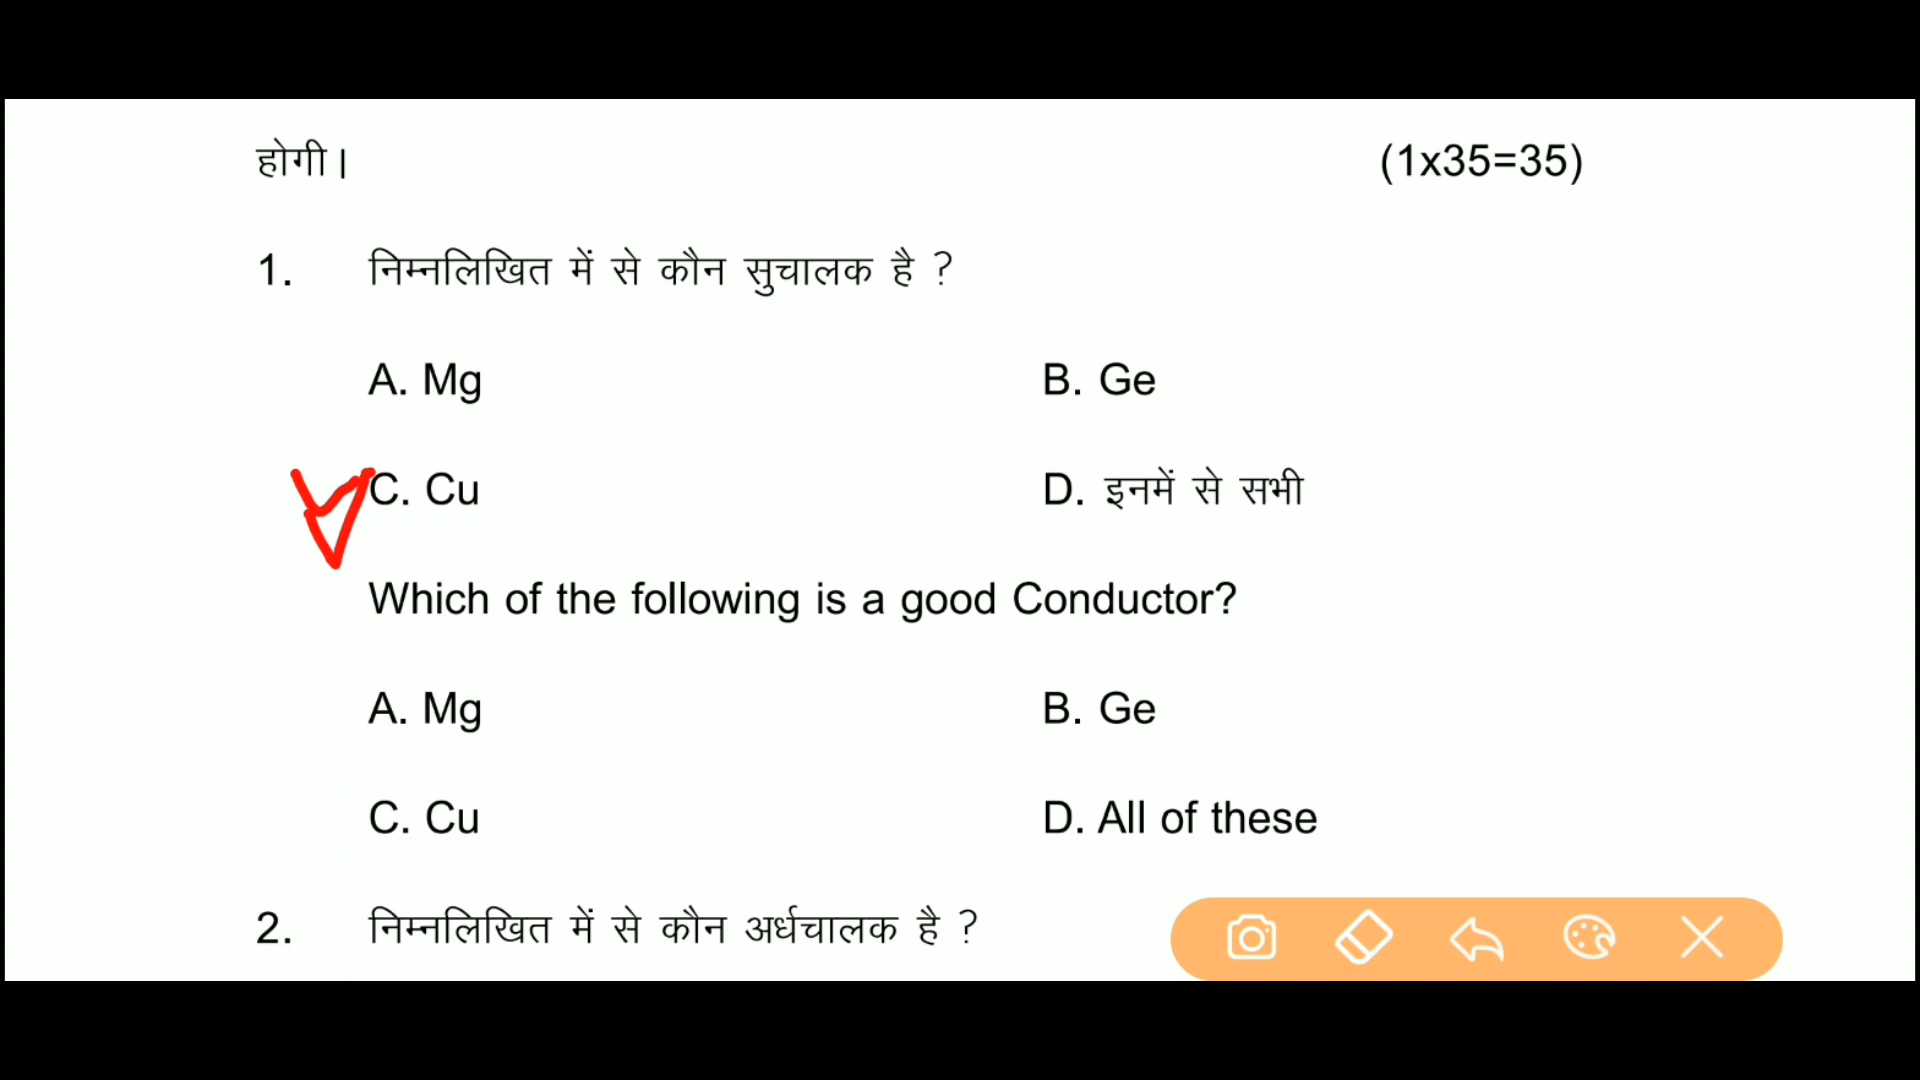 होगी। (1x35=35)
1. निम्नलिखित में से कौन सुचालक है ?
A. Mg B. Ge
C. Cu D. इनमें से सभी
Which of the following is a good Conductor?
A. Mg B. Ge
C. Cu D. All of these
2. निम्नलिखित में से कौन अर्धचालक है ?